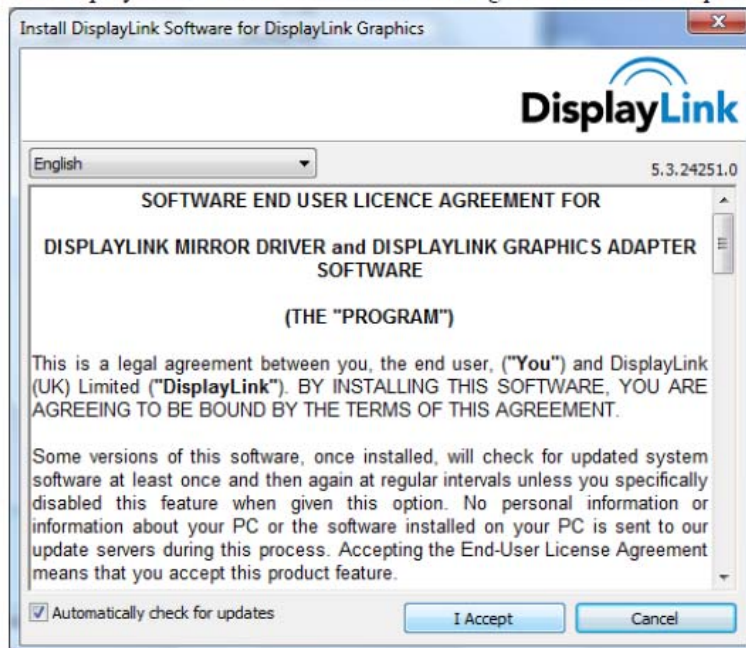 Install DisplayLink Software for DisplayLink Graphics
DisplayLink
English
5.3.24251.0
SOFTWARE END USER LICENCE AGREEMENT FOR
DISPLAYLINK MIRROR DRIVER and DISPLAYLINK GRAPHICS ADAPTER
SOFTWARE
(THE "PROGRAM")
This is a legal agreement between you, the end user, ("You") and DisplayLink
(UK) Limited ("DisplayLink"). BY INSTALLING THIS SOFTWARE, YOU ARE
AGREEING TO BE BOUND BY THE TERMS OF THIS AGREEMENT.
Some versions of this software, once installed, will check for updated system
software at least once and then again at regular intervals unless you specifically
disabled this feature when given this option. No personal information or
information about your PC or the software installed on your PC is sent to our
update servers during this process. Accepting the End-User License Agreement
means that you accept this product feature.
Automatically check for updates
I Accept
Cancel